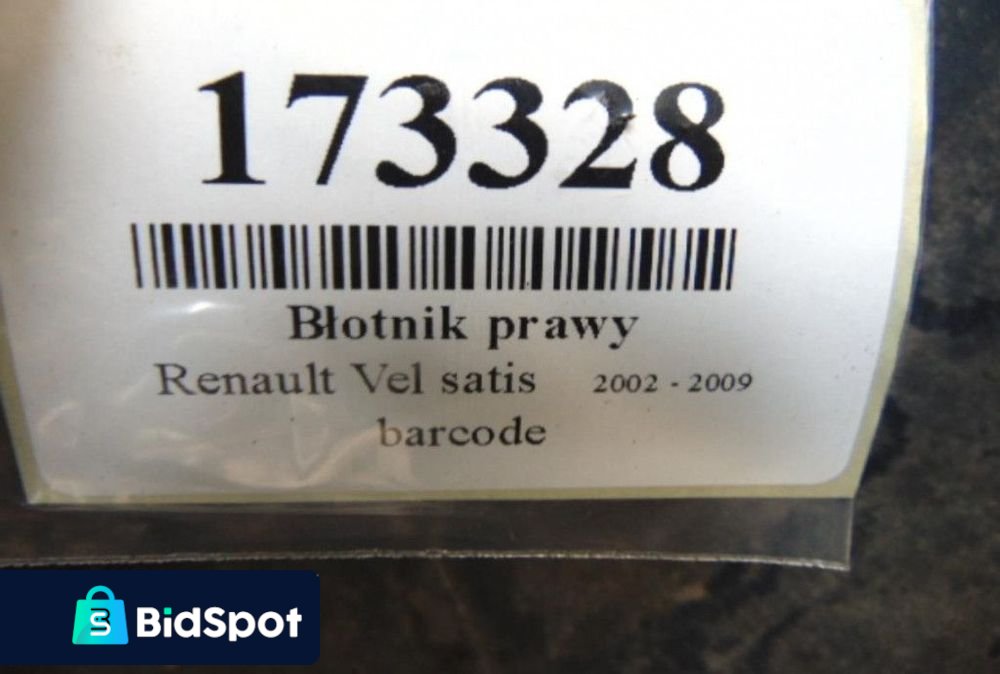 173328
Błotnik prawy
Renault Vel satis 2002 - 2009
barcode
BidSpot